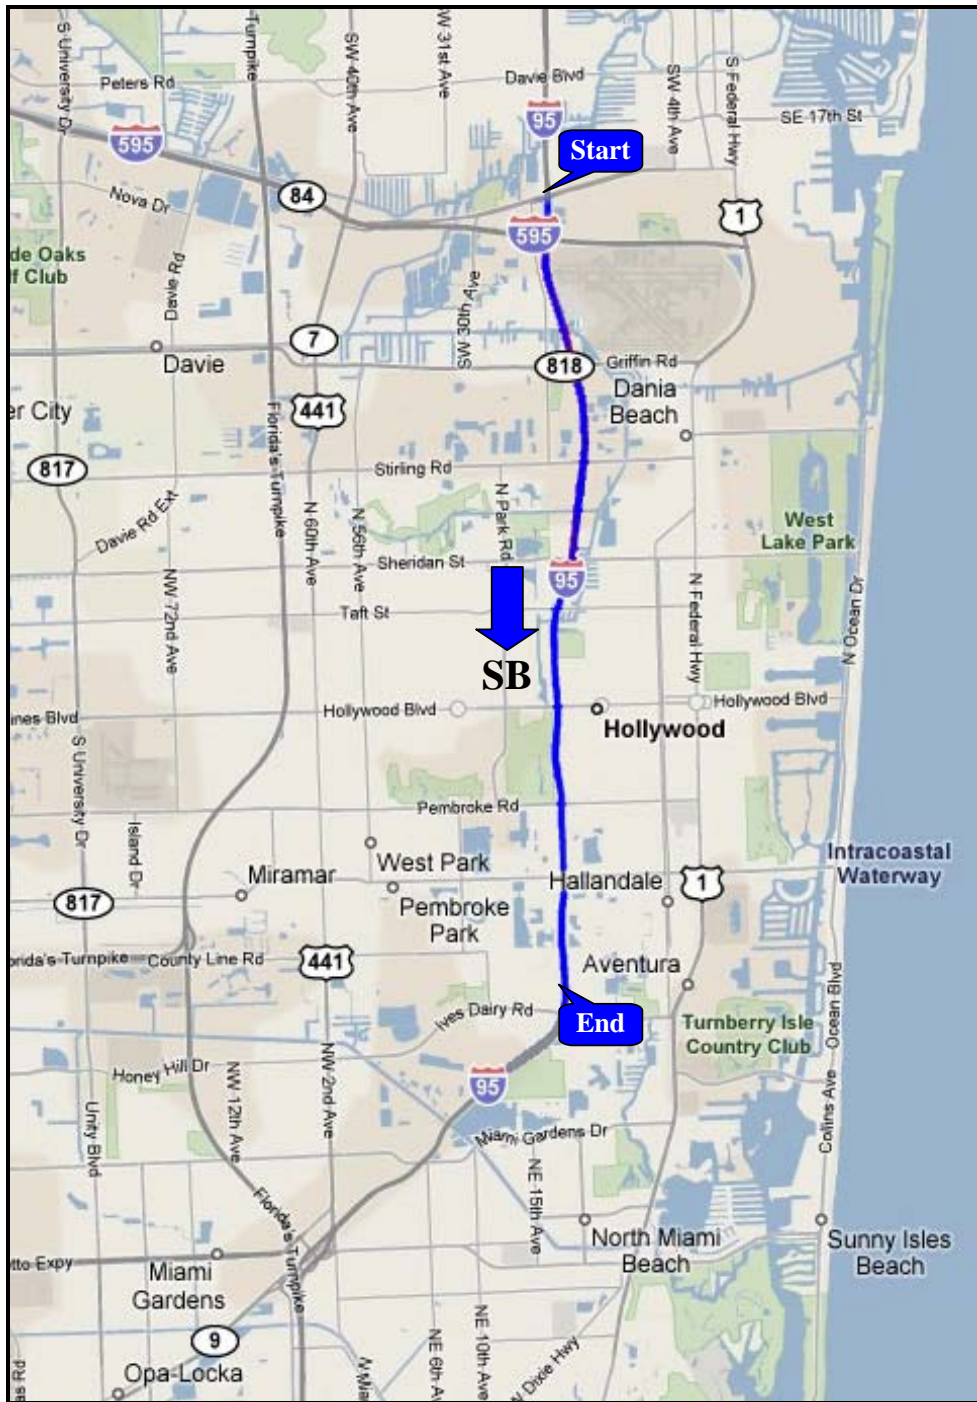 S University Dr
Turnpike
SW 40th Ave
W 31st Ave
Peters Rd
Davie Blvd
95
SW 4th Ave
S Federal Hwy
SE 17th St
595
Start
Nova Dr
84
595
1
de Oaks
lf Club
Davie Rd
SW 30th Ave
7
Davie
818
Griffin Rd
Dania
Beach
er City
441
Florida's Turnpike
817
Stirling Rd
N Park Rd
Davie Rd Ext
N 60th Ave
N 56th Ave
West
Lake Park
Sheridan St
95
NW 72nd Ave
Taft St
N Federal Hwy
N Ocean Dr
SB
ines Blvd
Hollywood Blvd
Hollywood Blvd
Hollywood
S University Dr
Pembroke Rd
Island Dr
West Park
Miramar
Intracoastal
Waterway
817
Hallandale
1
Pembroke
Park
orida's Turnpike
County Line Rd
441
Aventura
Ocean Blvd
Ives Dairy Rd
End
Turnberry Isle
Country Club
Honey Hill Dr
NW 12th Ave
NW 2nd Ave
95
Unity Blvd
Collins Ave
Miami Gardens Dr
NE 15th Ave
Florida's Turnpike
North Miami
Beach
Sunny Isles
Beach
tto Expy
Miami
Gardens
9
NE 6th A
NE 10th Ave
N Mia
W Dixie Hwy
Opa-Locka
as Rd